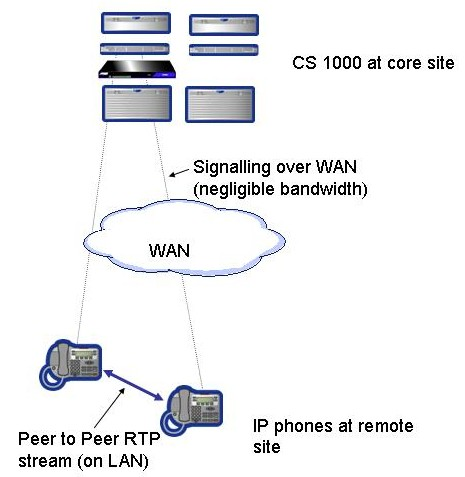 CS 1000 at core site
Signalling over WAN
(negligible bandwidth)
WAN
Peer to Peer RTP
stream (on LAN)
IP phones at remote
site